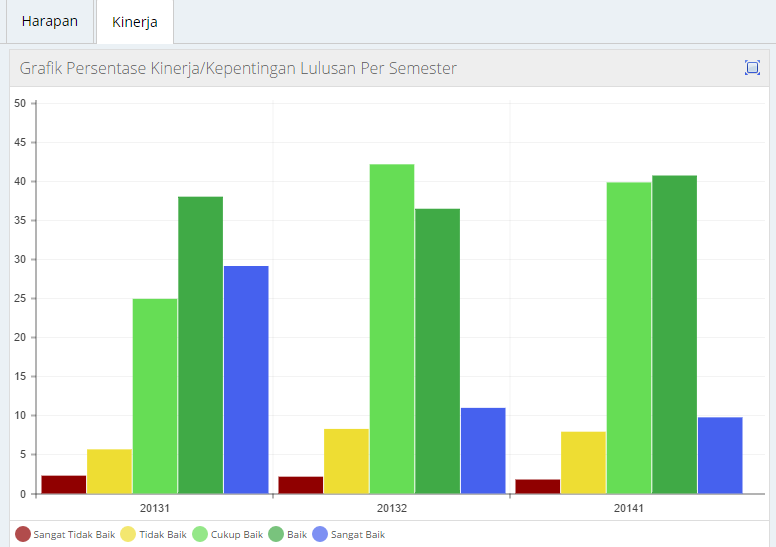 Harapan Kinerja
Grafik Persentase Kinerja/Kepentingan Lulusan Per Semester
50
45
40
35
30
25
20
15
10
5
0
20131 20132 20141
Sangat Tidak Baik Tidak Baik Cukup Baik Baik Sangat Baik